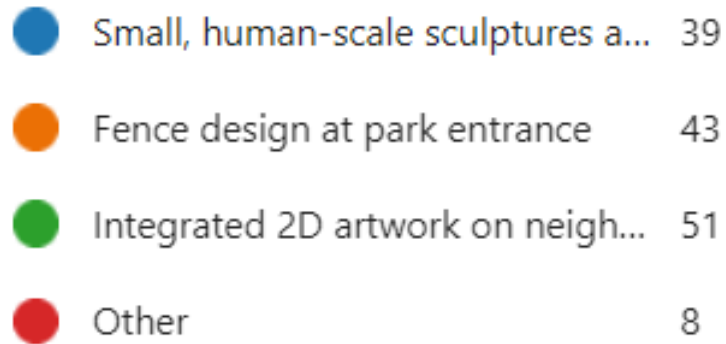 Small, human-scale sculptures a... 39
Fence design at park entrance 43
Integrated 2D artwork on neigh... 51
Other 8